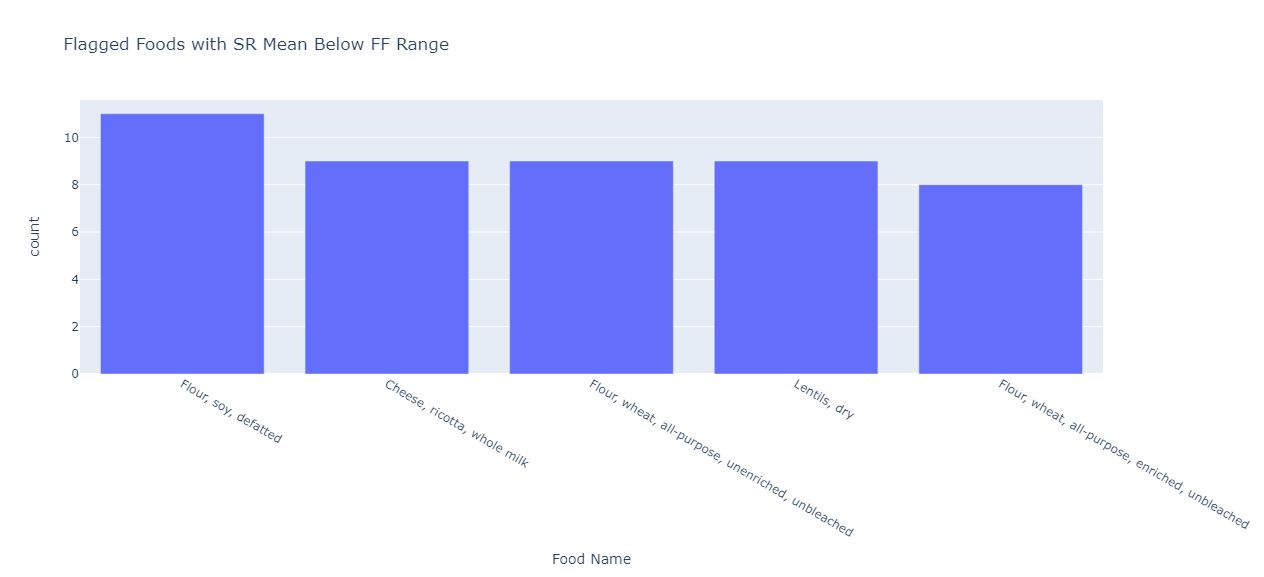 Flagged Foods with SR Mean Below FF Range
count
10
8
6
4
2
0
Flour, soy, defatted
Cheese, ricotta, whole milk
Flour, wheat, all-purpose, unenriched, unbleached
Lentils, dry
Flour, wheat, all-purpose, enriched, unbleached
Food Name